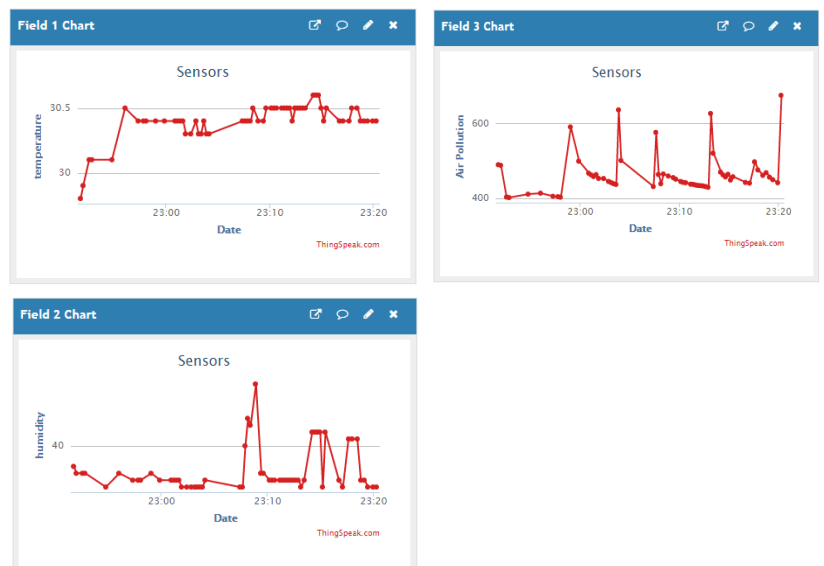 Field 1 Chart
Sensors
temperature
30.5
30
23:00
23:10
23:20
Date
ThingSpeak.com
Field 3 Chart
Sensors
Air Pollution
600
400
23:00
23:10
23:20
Date
ThingSpeak.com
Field 2 Chart
Sensors
humidity
40
23:00
23:10
23:20
Date
ThingSpeak.com